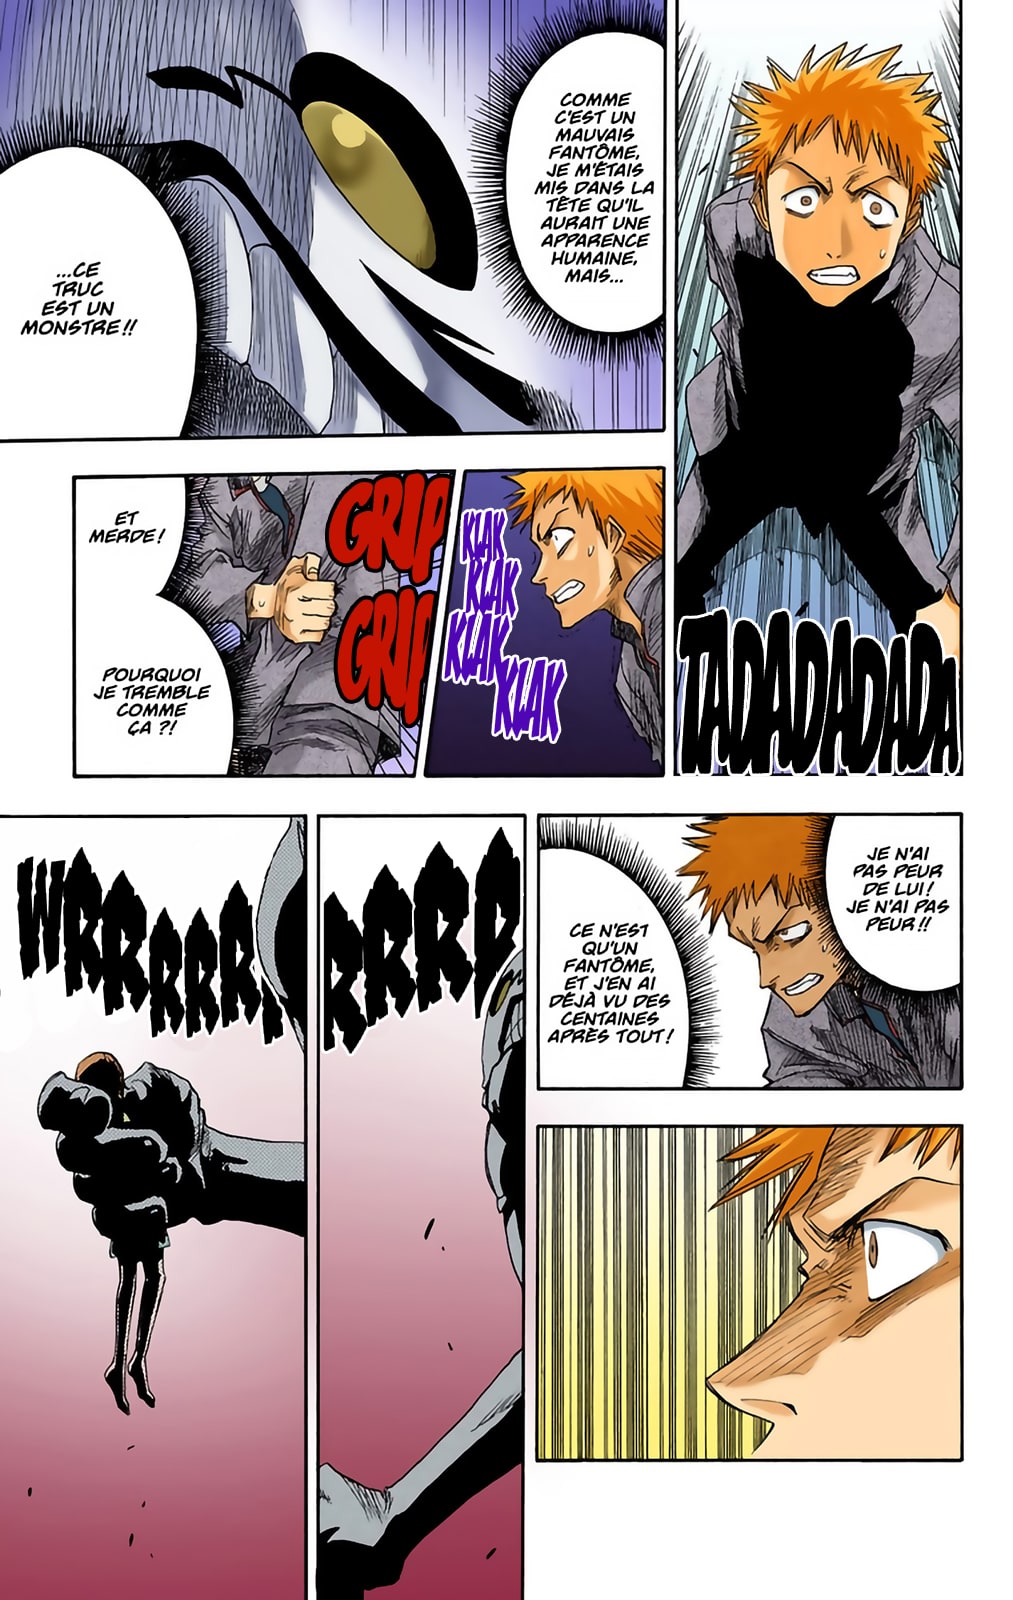 TADADADADA
COMME
C'EST UN
MAUVAIS
FANTÔME,
JE M'ÉTAIS
MIS DANS LA
TÊTE QU'IL
AURAIT UNE
APPARENCE
HUMAINE,
MAIS...
...CE
TRUC
EST UN
MONSTRE!!
KLAK
KLAK
KLAK
KLAK
GRIP
GRIP
ET
MERDE!
POURQUOI
JE TREMBLE
COMME
ÇA ?!
JE N'AI
PAS PEUR
DE LUI!
JE N'AI PAS
PEUR!!
CE N'EST
QU'UN
FANTÔME,
ET J'EN AI
DÉJÀ VU DES
CENTAINES
APRÈS TOUT!
WRRRRRR
RRRRR